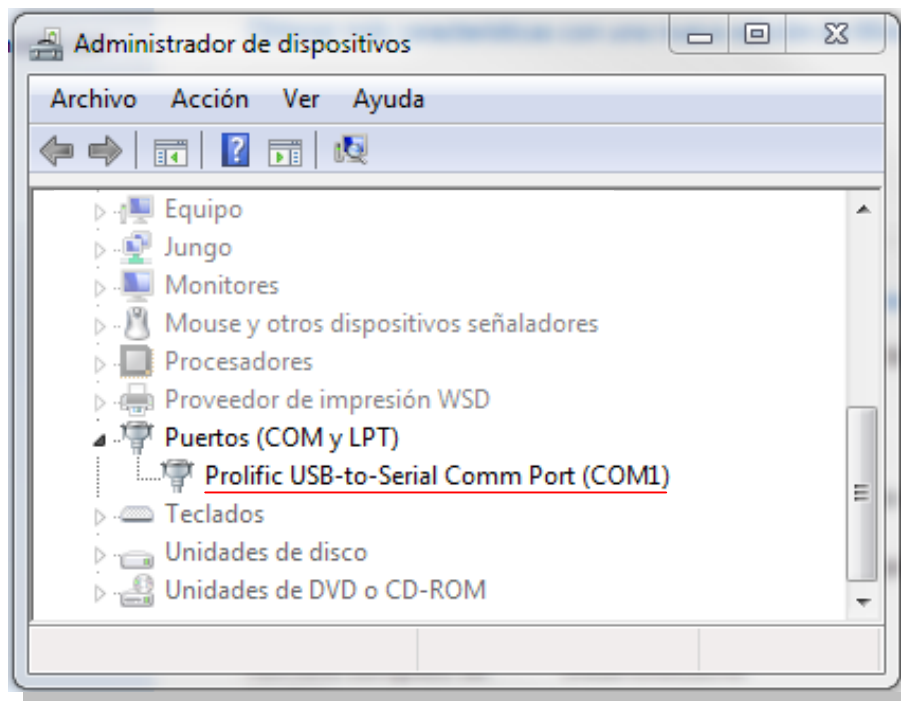 Administrador de dispositivos
Archivo Acción Ver Ayuda
Equipo
Jungo
Monitores
Mouse y otros dispositivos señaladores
Procesadores
Proveedor de impresión WSD
Puertos (COM y LPT)
Prolific USB-to-Serial Comm Port (COM1)
Teclados
Unidades de disco
Unidades de DVD o CD-ROM